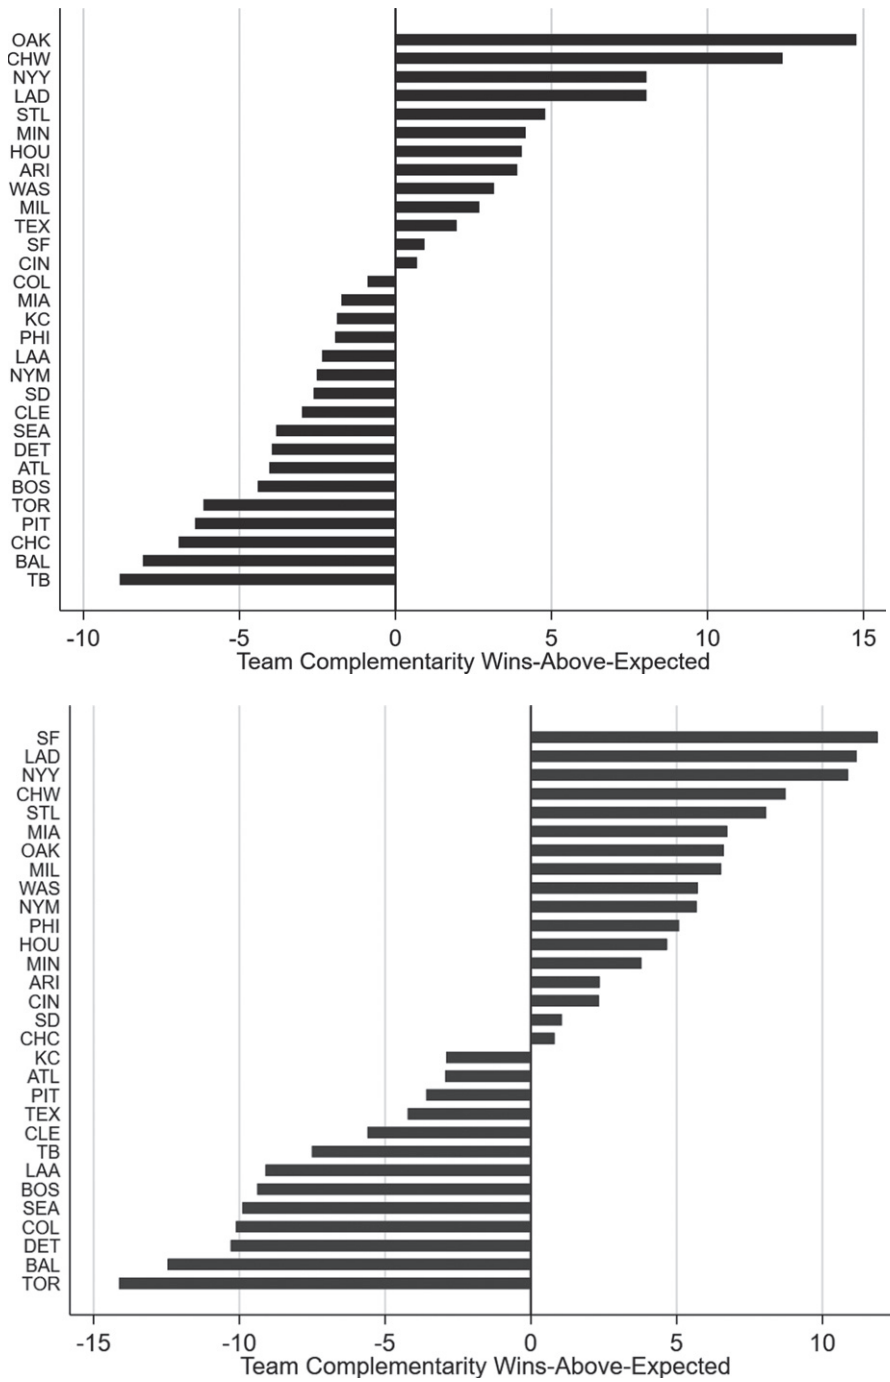 OAK
CHW
NYY
LAD
STL
MIN
HOU
ARI
WAS
MIL
TEX
SF
CIN
COL
MIA
KC
PHI
LAA
NYM
SD
CLE
SEA
DET
ATL
BOS
TOR
PIT
CHC
BAL
TB
-10 -5 0 5 10 15
Team Complementarity Wins-Above-Expected
SF
LAD
NYY
CHW
STL
MIA
OAK
MIL
WAS
NYM
PHI
HOU
MIN
ARI
CIN
SD
CHC
KC
ATL
PIT
TEX
CLE
TB
LAA
BOS
SEA
COL
DET
BAL
TOR
-15 -10 -5 0 5 10
Team Complementarity Wins-Above-Expected